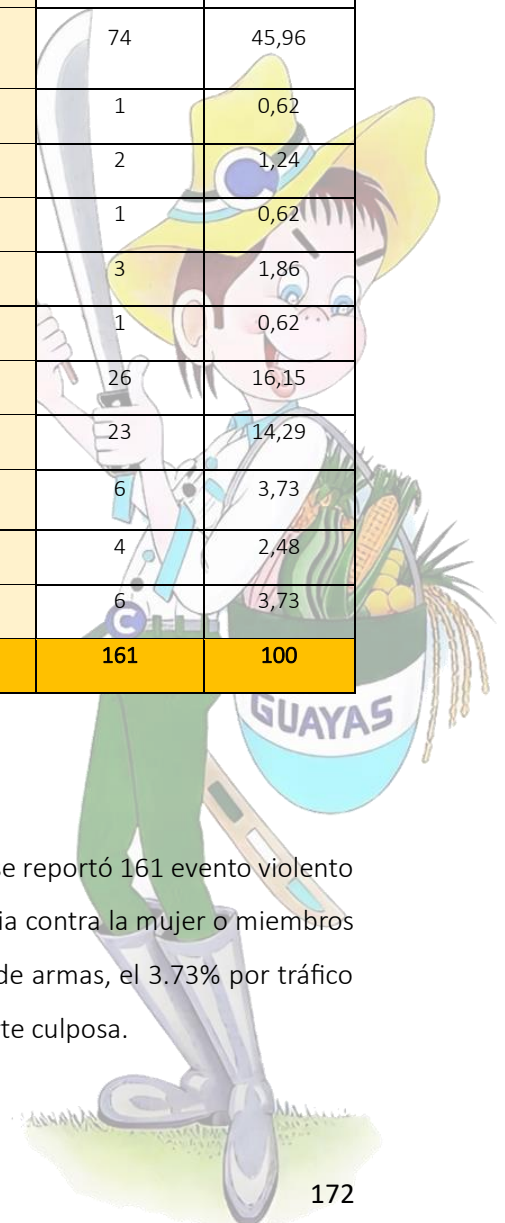 74 45,96
1 0,62
2 1,24
1 0,62
3 1,86
1 0,62
26 16,15
23 14,29
6 3,73
4 2,48
6 3,73
C
161 100
GUAYAS
se reportó 161 evento violento
ia contra la mujer o miembros
de armas, el 3.73% por tráfico
te culposa.
172